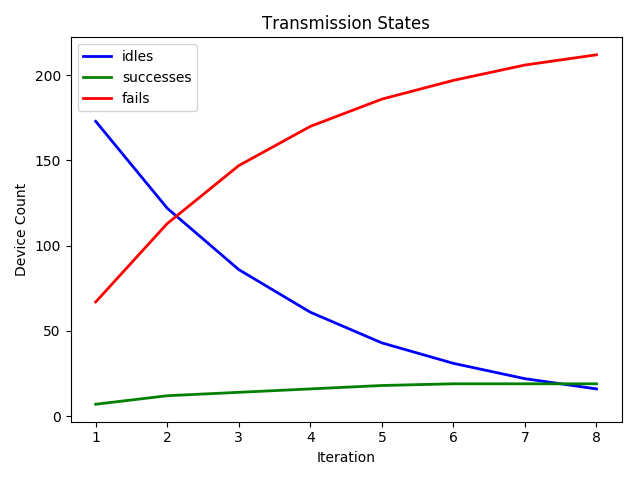 Transmission States
idles
successes
fails
Device Count
200
150
100
50
0
1 2 3 4 5 6 7 8
Iteration